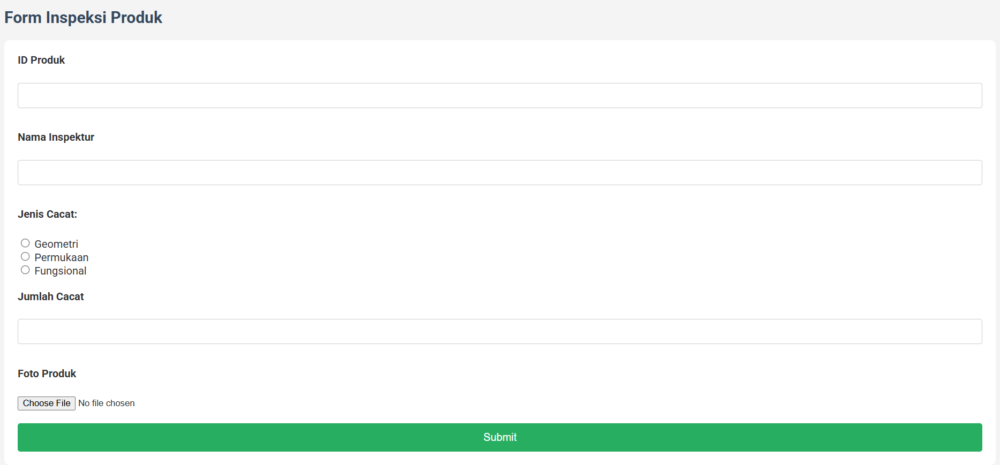 Form Inspeksi Produk
ID Produk
Nama Inspektur
Jenis Cacat:
Geometri
Permukaan
Fungsional
Jumlah Cacat
Foto Produk
Choose File No file chosen
Submit